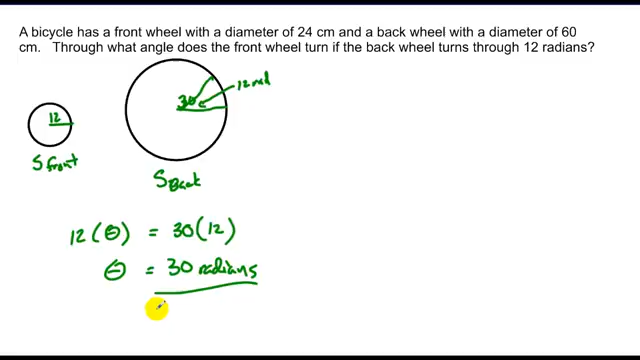 A bicycle has a front wheel with a diameter of 24 cm and a back wheel with a diameter of 60
cm. Through what angle does the front wheel turn if the back wheel turns through 12 radians?
30
12 rad
12
S Front
S Back
12 (θ) = 30(12)
θ = 30 radians